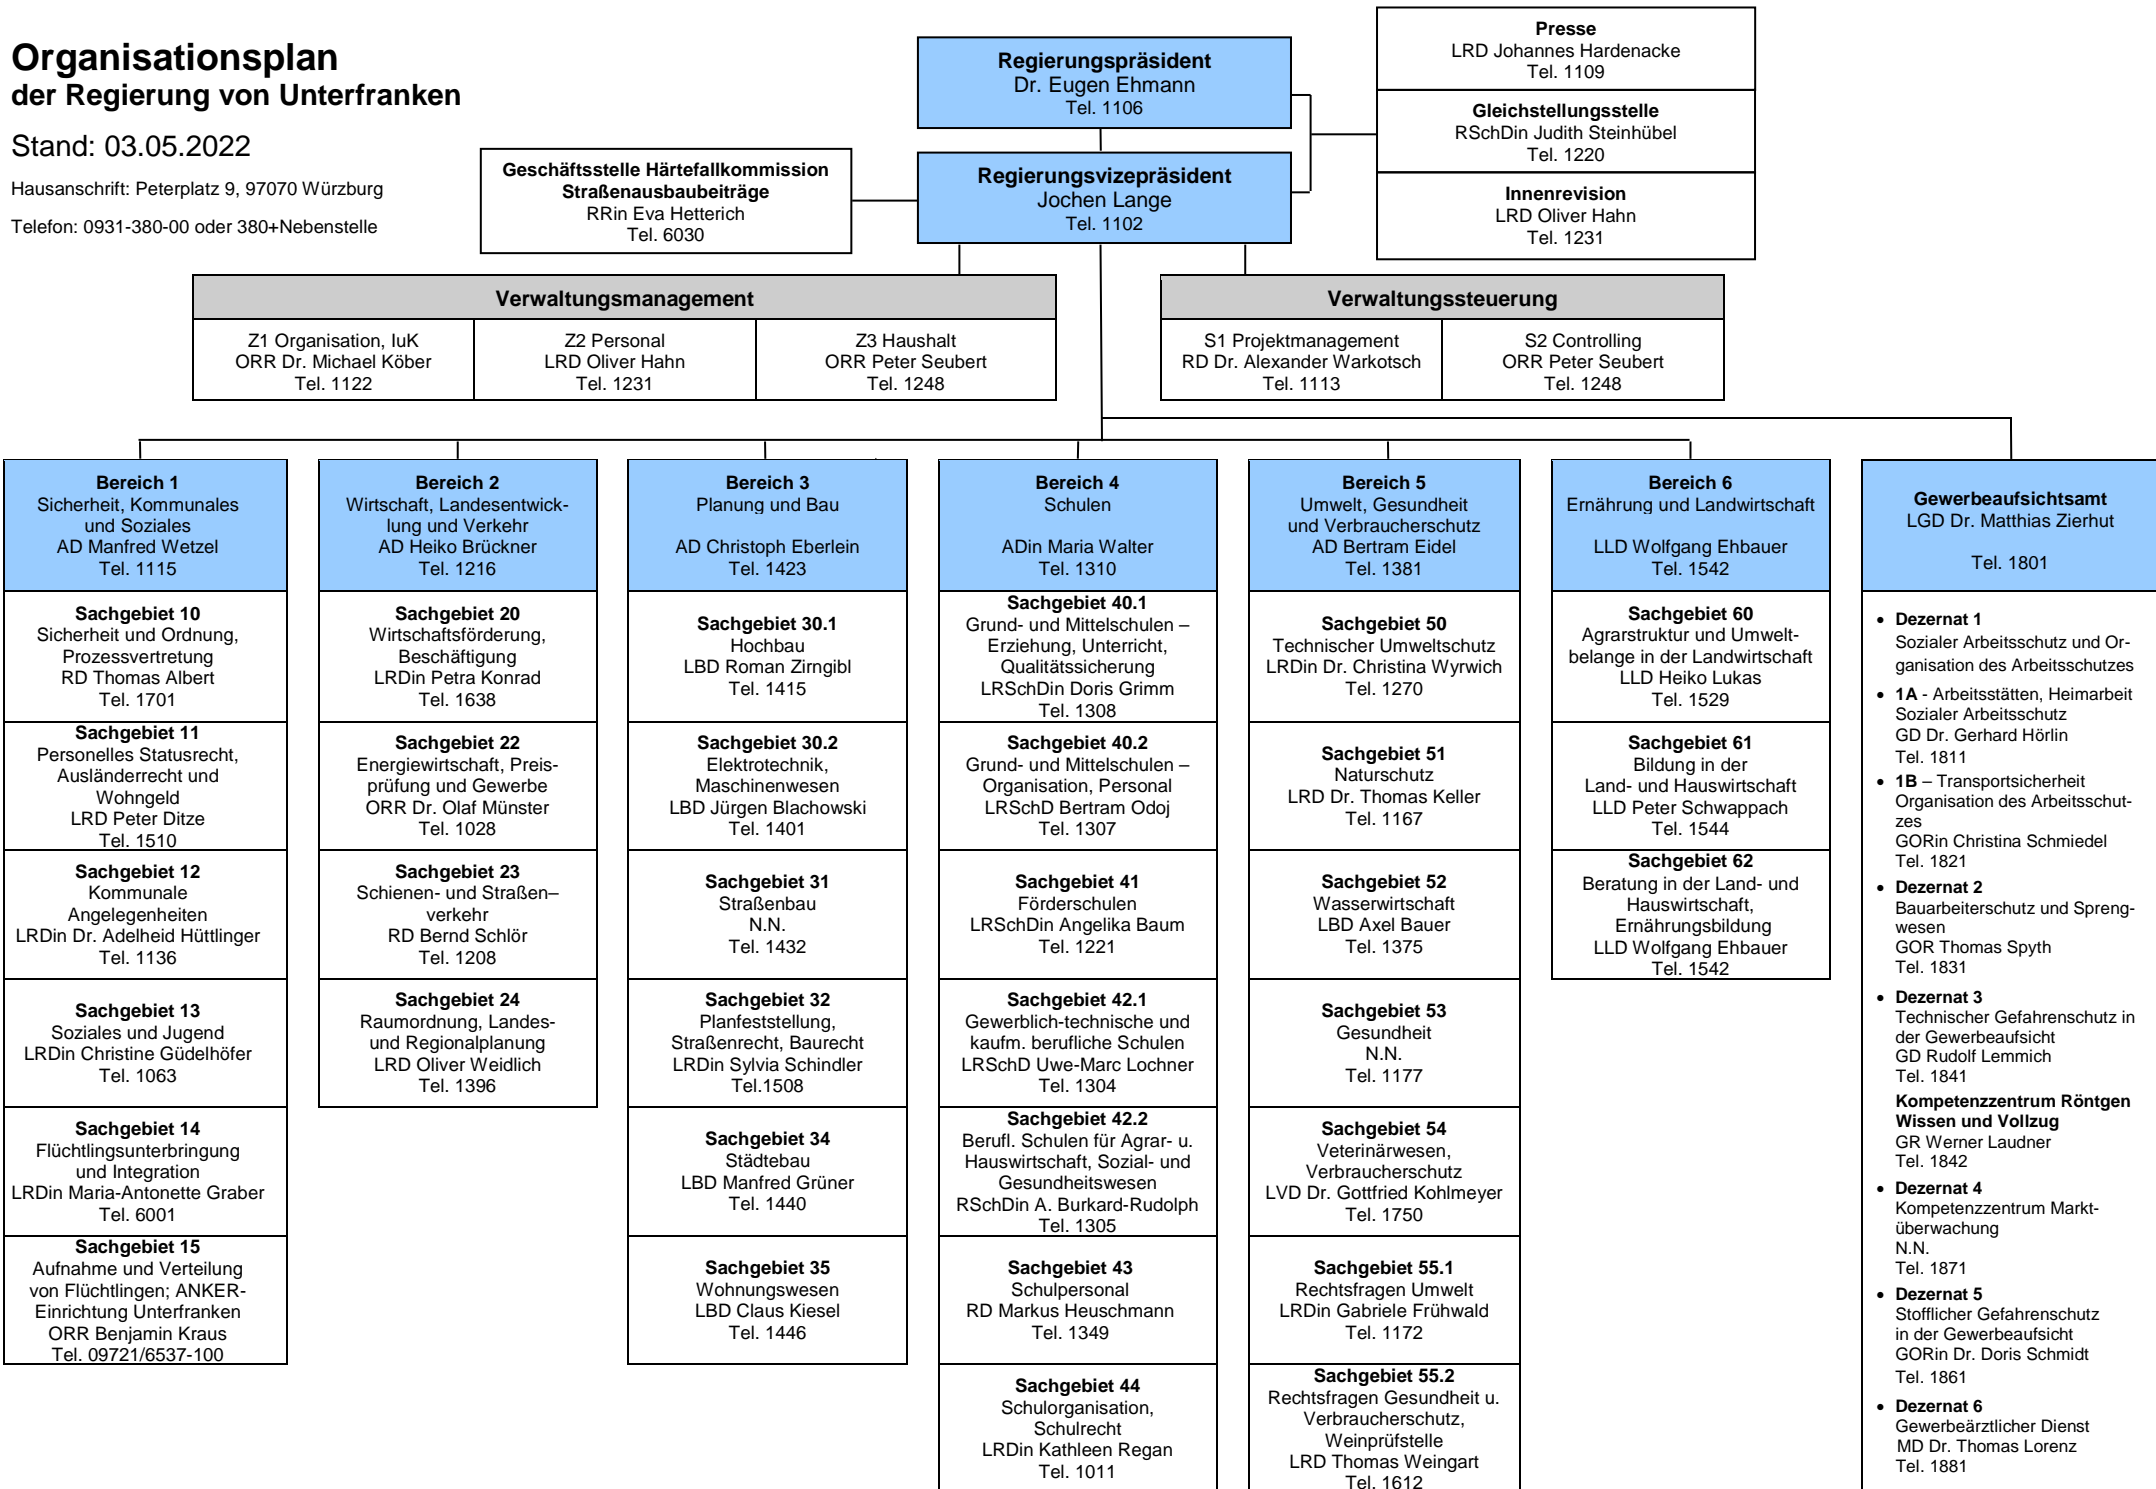 Organisationsplan
der Regierung von Unterfranken
Stand: 03.05.2022
Hausanschrift: Peterplatz 9, 97070 Würzburg
Telefon: 0931-380-00 oder 380+Nebenstelle
Regierungspräsident
Dr. Eugen Ehmann
Tel. 1106
Presse
LRD Johannes Hardenacke
Tel. 1109
Gleichstellungsstelle
RSchDin Judith Steinhübel
Tel. 1220
Innenrevision
LRD Oliver Hahn
Tel. 1231
Geschäftsstelle Härtefallkommission
Straßenausbaubeiträge
RRin Eva Hetterich
Tel. 6030
Regierungsvizepräsident
Jochen Lange
Tel. 1102
Verwaltungsmanagement
Z1 Organisation, IuK
ORR Dr. Michael Köber
Tel. 1122
Z2 Personal
LRD Oliver Hahn
Tel. 1231
Z3 Haushalt
ORR Peter Seubert
Tel. 1248
Verwaltungssteuerung
S1 Projektmanagement
RD Dr. Alexander Warkotsch
Tel. 1113
S2 Controlling
ORR Peter Seubert
Tel. 1248
Bereich 1
Sicherheit, Kommunales
und Soziales
AD Manfred Wetzel
Tel. 1115
Sachgebiet 10
Sicherheit und Ordnung,
Prozessvertretung
RD Thomas Albert
Tel. 1701
Sachgebiet 11
Personelles Statusrecht,
Ausländerrecht und
Wohngeld
LRD Peter Ditze
Tel. 1510
Sachgebiet 12
Kommunale
Angelegenheiten
LRDin Dr. Adelheid Hüttlinger
Tel. 1136
Sachgebiet 13
Soziales und Jugend
LRDin Christine Güdelhöfer
Tel. 1063
Sachgebiet 14
Flüchtlingsunterbringung
und Integration
LRDin Maria-Antonette Graber
Tel. 6001
Sachgebiet 15
Aufnahme und Verteilung
von Flüchtlingen; ANKER-
Einrichtung Unterfranken
ORR Benjamin Kraus
Tel. 09721/6537-100
Bereich 2
Wirtschaft, Landesentwick-
lung und Verkehr
AD Heiko Brückner
Tel. 1216
Sachgebiet 20
Wirtschaftsförderung,
Beschäftigung
LRDin Petra Konrad
Tel. 1638
Sachgebiet 22
Energiewirtschaft, Preis-
prüfung und Gewerbe
ORR Dr. Olaf Münster
Tel. 1028
Sachgebiet 23
Schienen- und Straßen–
verkehr
RD Bernd Schlör
Tel. 1208
Sachgebiet 24
Raumordnung, Landes-
und Regionalplanung
LRD Oliver Weidlich
Tel. 1396
Bereich 3
Planung und Bau
AD Christoph Eberlein
Tel. 1423
Sachgebiet 30.1
Hochbau
LBD Roman Zirngibl
Tel. 1415
Sachgebiet 30.2
Elektrotechnik,
Maschinenwesen
LBD Jürgen Blachowski
Tel. 1401
Sachgebiet 31
Straßenbau
N.N.
Tel. 1432
Sachgebiet 32
Planfeststellung,
Straßenrecht, Baurecht
LRDin Sylvia Schindler
Tel.1508
Sachgebiet 34
Städtebau
LBD Manfred Grüner
Tel. 1440
Sachgebiet 35
Wohnungswesen
LBD Claus Kiesel
Tel. 1446
Bereich 4
Schulen
ADin Maria Walter
Tel. 1310
Sachgebiet 40.1
Grund- und Mittelschulen –
Erziehung, Unterricht,
Qualitätssicherung
LRSchDin Doris Grimm
Tel. 1308
Sachgebiet 40.2
Grund- und Mittelschulen –
Organisation, Personal
LRSchD Bertram Odoj
Tel. 1307
Sachgebiet 41
Förderschulen
LRSchDin Angelika Baum
Tel. 1221
Sachgebiet 42.1
Gewerblich-technische und
kaufm. berufliche Schulen
LRSchD Uwe-Marc Lochner
Tel. 1304
Sachgebiet 42.2
Berufl. Schulen für Agrar- u.
Hauswirtschaft, Sozial- und
Gesundheitswesen
RSchDin A. Burkard-Rudolph
Tel. 1305
Sachgebiet 43
Schulpersonal
RD Markus Heuschmann
Tel. 1349
Sachgebiet 44
Schulorganisation,
Schulrecht
LRDin Kathleen Regan
Tel. 1011
Bereich 5
Umwelt, Gesundheit
und Verbraucherschutz
AD Bertram Eidel
Tel. 1381
Sachgebiet 50
Technischer Umweltschutz
LRDin Dr. Christina Wyrwich
Tel. 1270
Sachgebiet 51
Naturschutz
LRD Dr. Thomas Keller
Tel. 1167
Sachgebiet 52
Wasserwirtschaft
LBD Axel Bauer
Tel. 1375
Sachgebiet 53
Gesundheit
N.N.
Tel. 1177
Sachgebiet 54
Veterinärwesen,
Verbraucherschutz
LVD Dr. Gottfried Kohlmeyer
Tel. 1750
Sachgebiet 55.1
Rechtsfragen Umwelt
LRDin Gabriele Frühwald
Tel. 1172
Sachgebiet 55.2
Rechtsfragen Gesundheit u.
Verbraucherschutz,
Weinprüfstelle
LRD Thomas Weingart
Tel. 1612
Bereich 6
Ernährung und Landwirtschaft
LLD Wolfgang Ehbauer
Tel. 1542
Sachgebiet 60
Agrarstruktur und Umwelt-
belange in der Landwirtschaft
LLD Heiko Lukas
Tel. 1529
Sachgebiet 61
Bildung in der
Land- und Hauswirtschaft
LLD Peter Schwappach
Tel. 1544
Sachgebiet 62
Beratung in der Land- und
Hauswirtschaft,
Ernährungsbildung
LLD Wolfgang Ehbauer
Tel. 1542
Gewerbeaufsichtsamt
LGD Dr. Matthias Zierhut
Tel. 1801
• Dezernat 1
Sozialer Arbeitsschutz und Or-
ganisation des Arbeitsschutzes
• 1A - Arbeitsstätten, Heimarbeit
Sozialer Arbeitsschutz
GD Dr. Gerhard Hörlin
Tel. 1811
• 1B – Transportsicherheit
Organisation des Arbeitsschut-
zes
GORin Christina Schmiedel
Tel. 1821
• Dezernat 2
Bauarbeiterschutz und Spreng-
wesen
GOR Thomas Spyth
Tel. 1831
• Dezernat 3
Technischer Gefahrenschutz in
der Gewerbeaufsicht
GD Rudolf Lemmich
Tel. 1841
Kompetenzzentrum Röntgen
Wissen und Vollzug
GR Werner Laudner
Tel. 1842
• Dezernat 4
Kompetenzzentrum Markt-
überwachung
N.N.
Tel. 1871
• Dezernat 5
Stofflicher Gefahrenschutz
in der Gewerbeaufsicht
GORin Dr. Doris Schmidt
Tel. 1861
• Dezernat 6
Gewerbeärztlicher Dienst
MD Dr. Thomas Lorenz
Tel. 1881